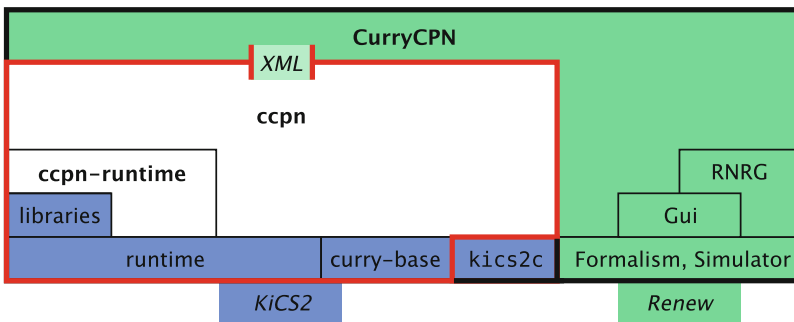 CurryCPN
XML
ccpn
ccpn-runtime
RNRG
libraries
Gui
runtime
curry-base
kics2c
Formalism, Simulator
KiCS2
Renew